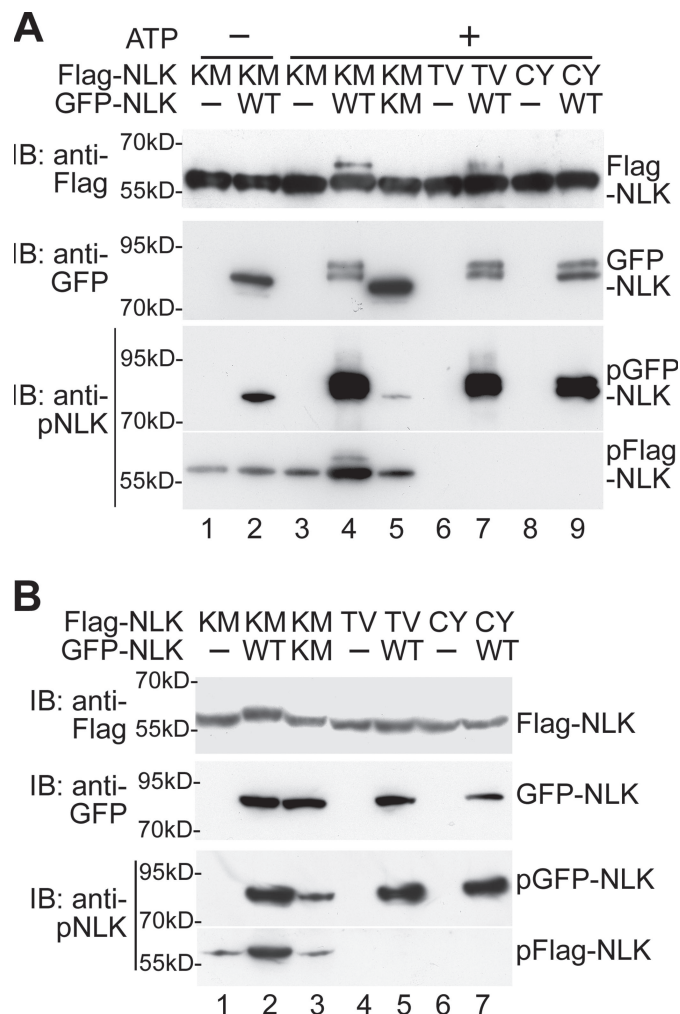 A
ATP – +
Flag-NLK KM KM KM KM KM TV TV CY CY
GFP-NLK – WT – WT KM – WT – WT
IB: anti-Flag 70kD- 55kD- Flag-NLK
IB: anti-GFP 95kD- 70kD- GFP-NLK
IB: anti-pNLK 95kD- 70kD- pGFP-NLK
55kD- pFlag-NLK
1 2 3 4 5 6 7 8 9
B
Flag-NLK KM KM KM TV TV CY CY
GFP-NLK – WT KM – WT – WT
IB: anti-Flag 70kD- 55kD- Flag-NLK
IB: anti-GFP 95kD- 70kD- GFP-NLK
IB: anti-pNLK 95kD- 70kD- pGFP-NLK
55kD- pFlag-NLK
1 2 3 4 5 6 7